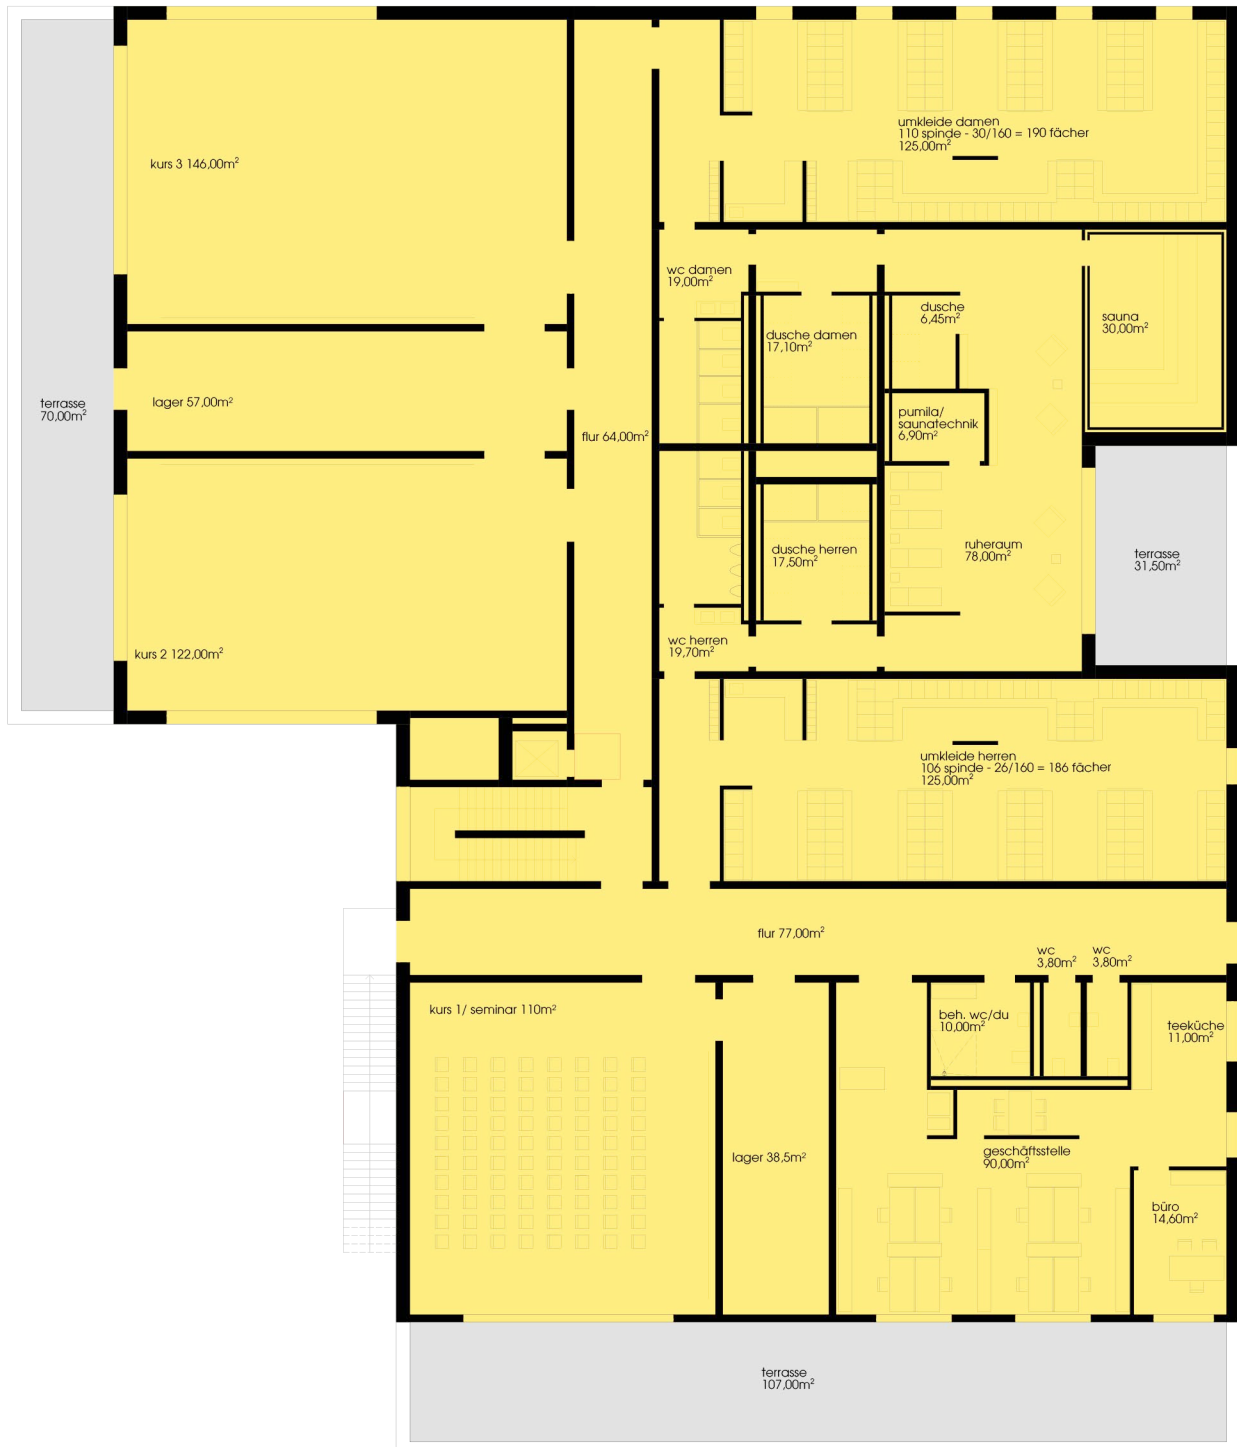 umkleide damen
110 spinde - 30/160 = 190 fächer
125,00m²
kurs 3 146,00m²
wc damen
19,00m²
dusche
6,45m²
sauna
30,00m²
dusche damen
17,10m²
terrasse
70,00m²
lager 57,00m²
flur 64,00m²
pumila/
saunatechnik
6,90m²
dusche herren
17,50m²
ruheraum
78,00m²
terrasse
31,50m²
kurs 2 122,00m²
wc herren
19,70m²
umkleide herren
106 spinde - 26/160 = 186 fächer
125,00m²
flur 77,00m²
wc
3,80m²
wc
3,80m²
kurs 1/ seminar 110m²
beh. wc/du
10,00m²
teeküche
11,00m²
lager 38,5m²
geschäftsstelle
90,00m²
büro
14,60m²
terrasse
107,00m²